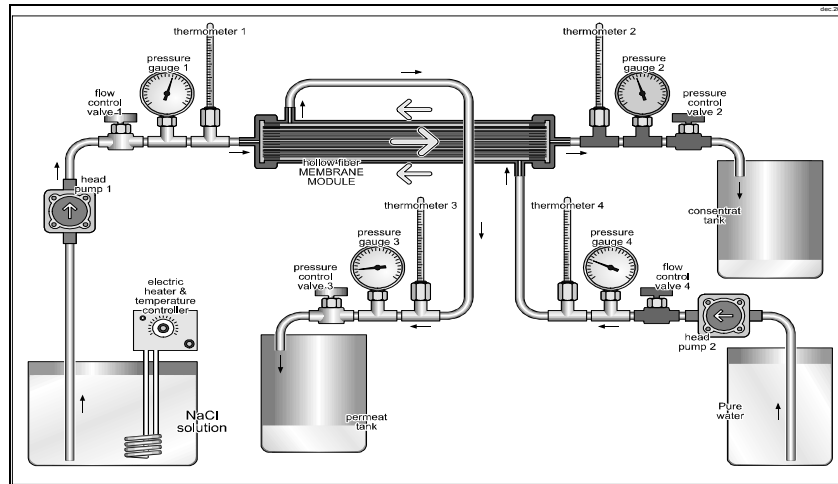 dec.20
thermometer 1
pressure
gauge 1
flow
control
valve 1
head
pump 1
thermometer 2
pressure
gauge 2
pressure
control
valve 2
hollow fiber
MEMBRANE
MODULE
consentrat
tank
thermometer 3
pressure
gauge 3
pressure
control
valve 3
thermometer 4
pressure
gauge 4
flow
control
valve 4
head
pump 2
electric
heater &
temperature
controller
NaCl
solution
permeat
tank
Pure
water